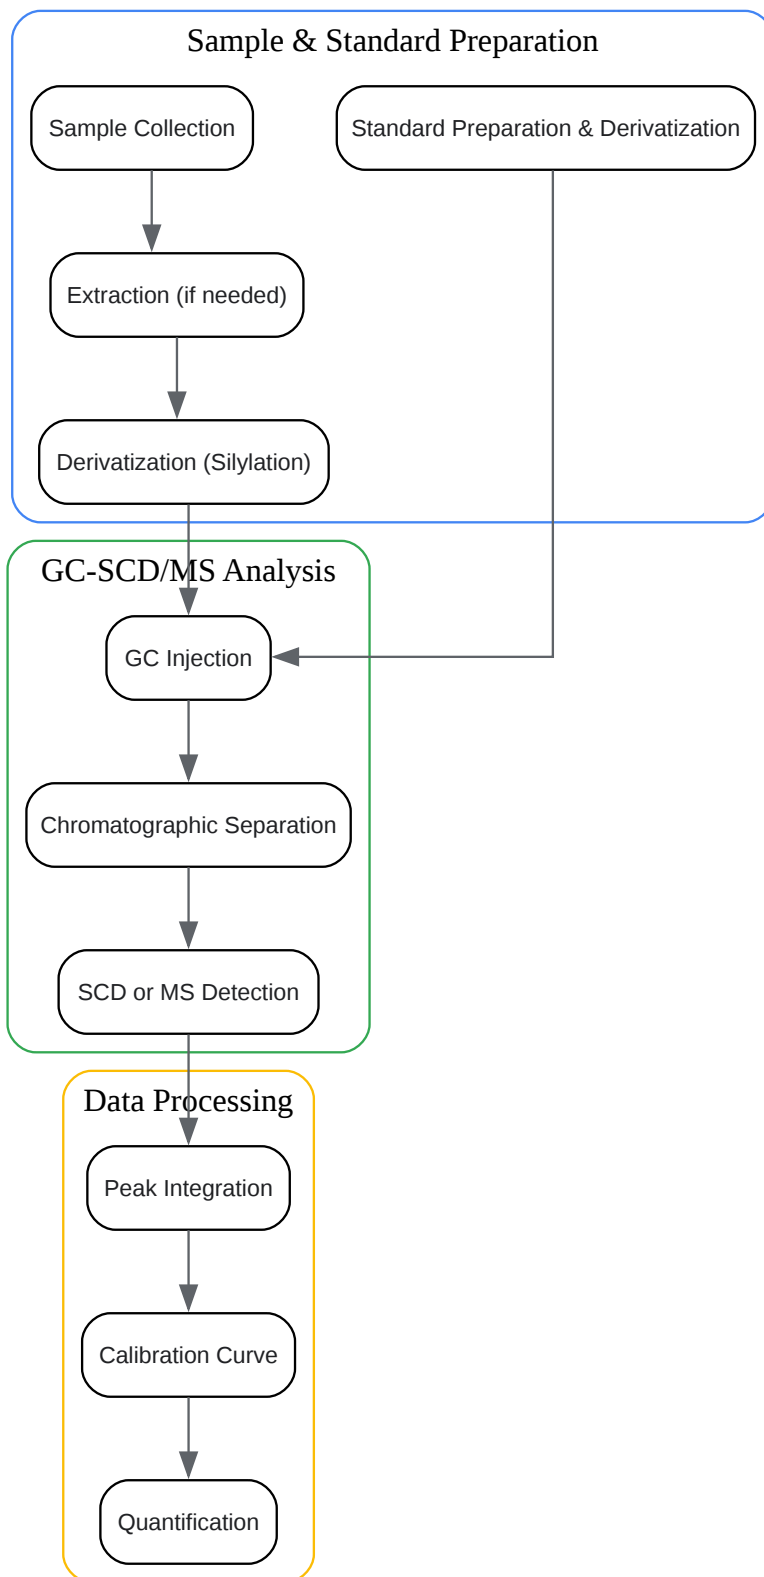 Sample & Standard Preparation
Sample Collection
Standard Preparation & Derivatization
Extraction (if needed)
Derivatization (Silylation)
GC-SCD/MS Analysis
GC Injection
Chromatographic Separation
SCD or MS Detection
Data Processing
Peak Integration
Calibration Curve
Quantification